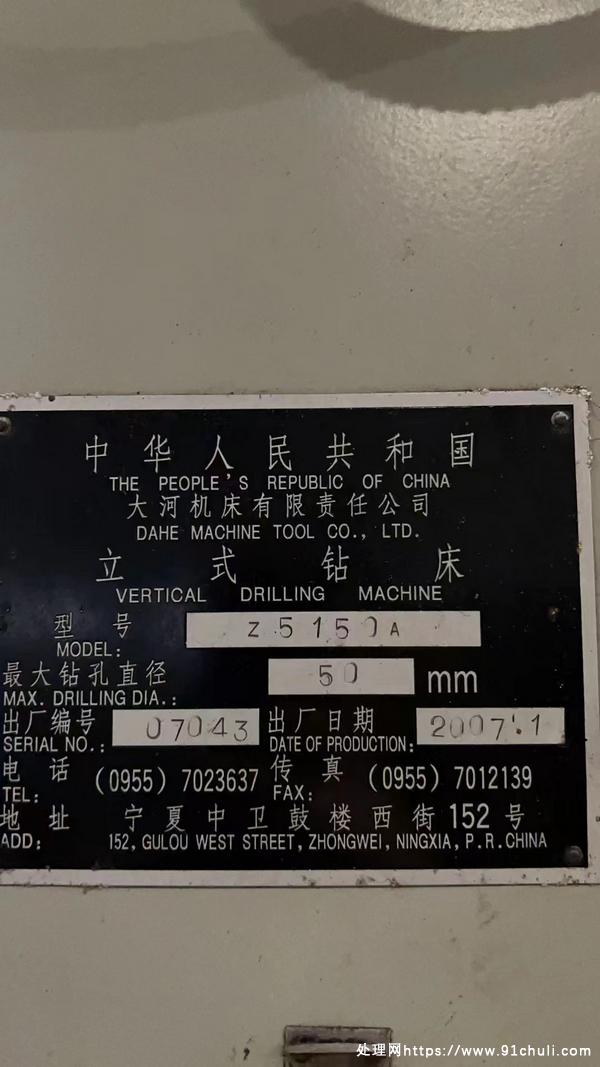 中华人民共和国
THE PEOPLE'S REPUBLIC OF CHINA
大河机床有限责任公司
DAHE MACHINE TOOL CO., LTD.
立式钻床
VERTICAL DRILLING MACHINE
型号 Z5150A
MODEL:
最大钻孔直径 50 mm
MAX. DRILLING DIA.:
出厂编号 07043 出厂日期 2007.1
SERIAL NO.: DATE OF PRODUCTION:
电话 (0955) 7023637 传真 (0955) 7012139
TEL: FAX:
地址 宁夏中卫鼓楼西街152号
ADD: 152, GULOU WEST STREET, ZHONGWEI, NINGXIA, P.R.CHINA
处理网https://www.91chuli.com